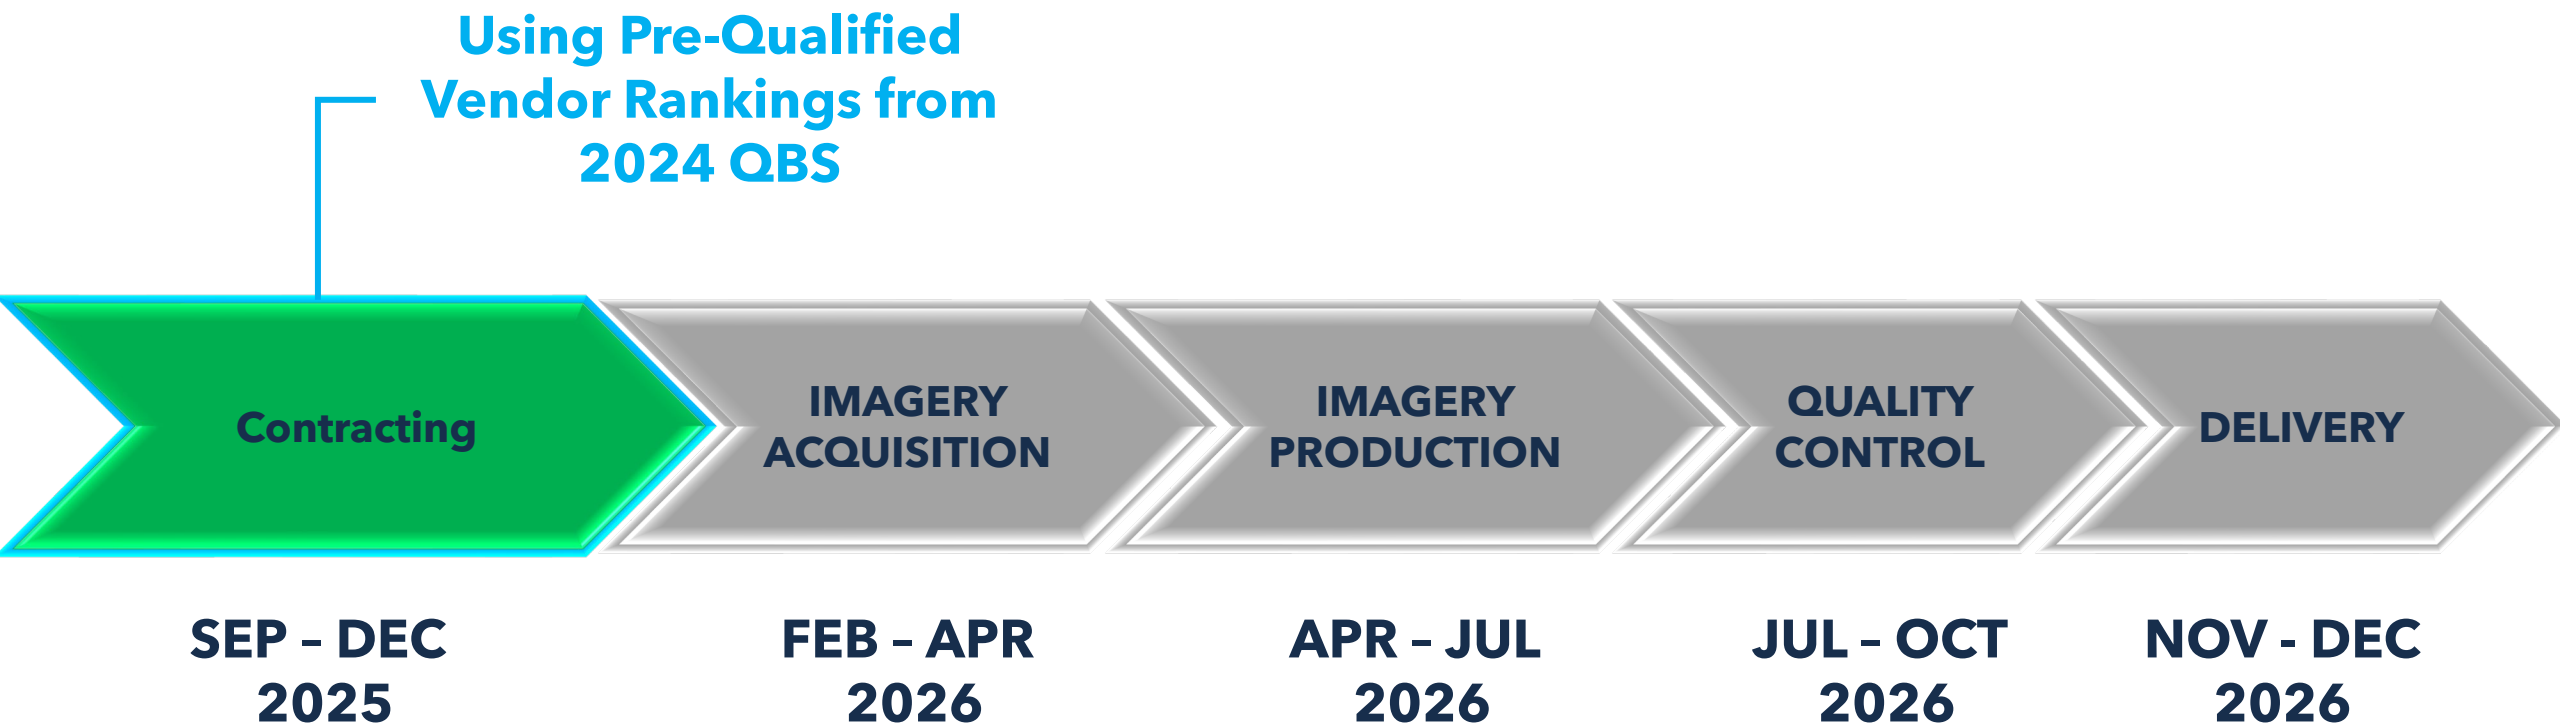 Using Pre-Qualified
Vendor Rankings from
2024 QBS
Contracting
IMAGERY
ACQUISITION
IMAGERY
PRODUCTION
QUALITY
CONTROL
DELIVERY
SEP – DEC
2025
FEB – APR
2026
APR – JUL
2026
JUL – OCT
2026
NOV - DEC
2026